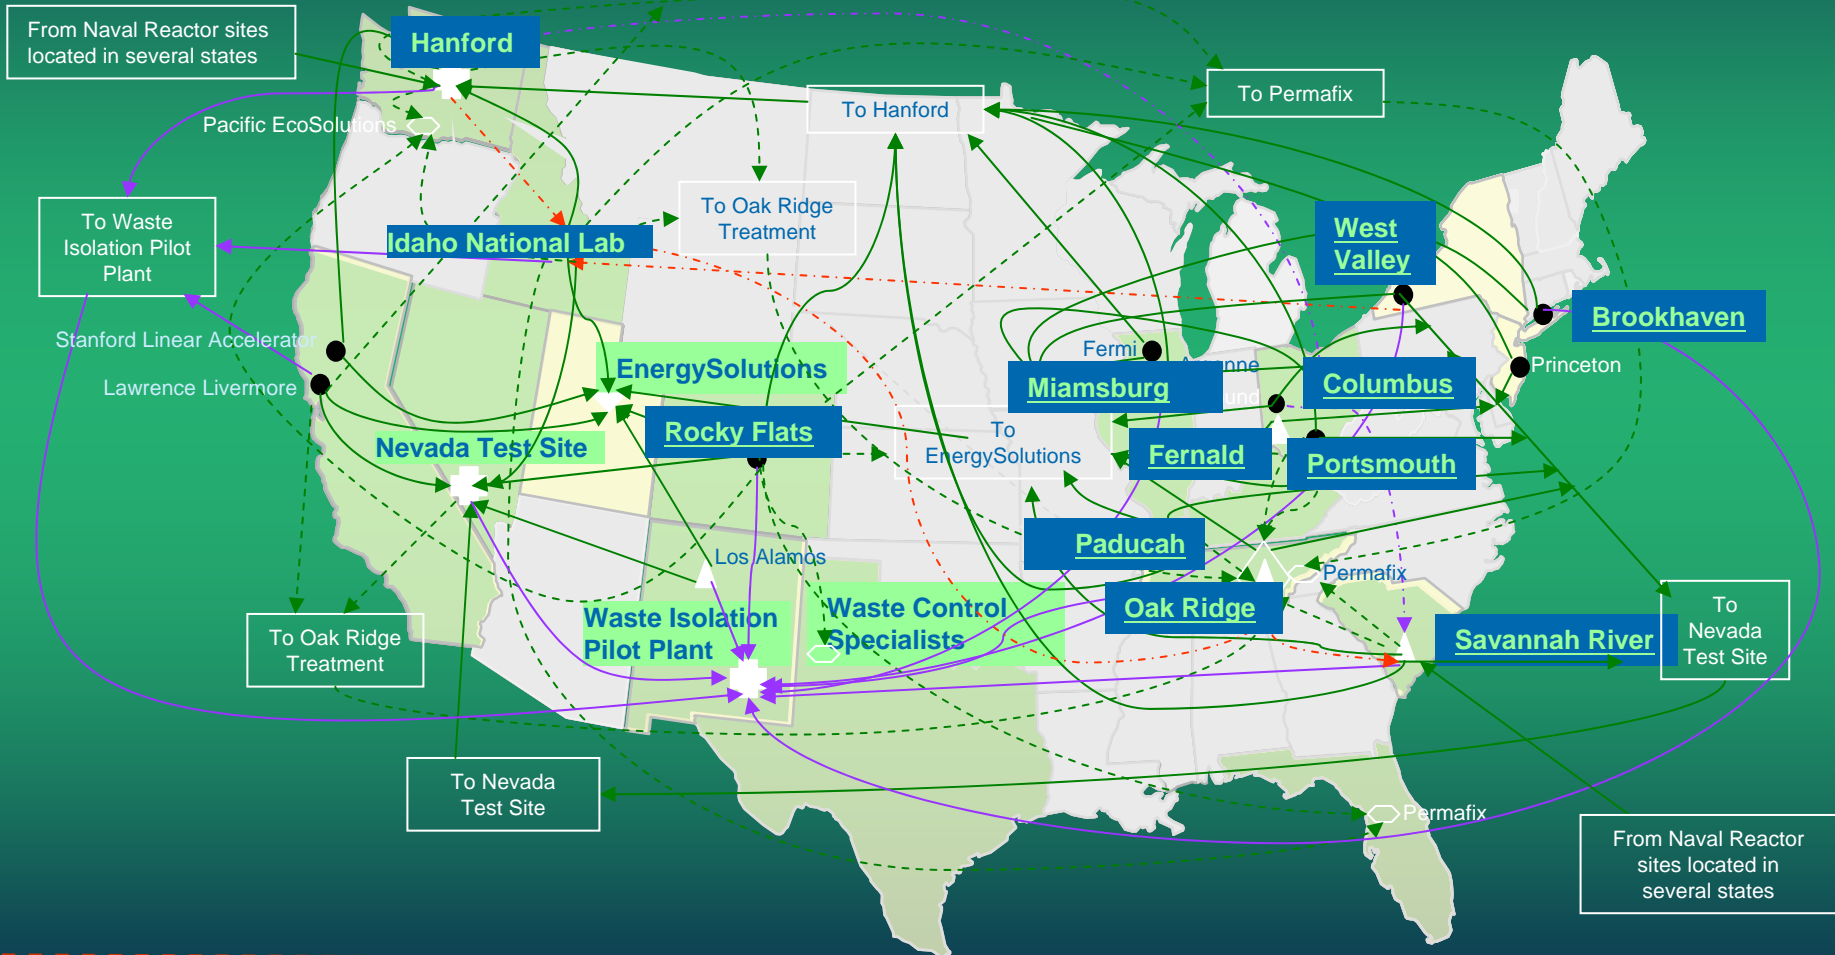 From Naval Reactor sites
located in several states
Hanford
To Permafix
To Hanford
Pacific EcoSolutions
To Oak Ridge
Treatment
To Waste
Isolation Pilot
Plant
Idaho National Lab
West
Valley
Brookhaven
Stanford Linear Accelerator
Fermi
EnergySolutions
Princeton
Lawrence Livermore
Miamsburg
Columbus
Rocky Flats
To
EnergySolutions
Nevada Test Site
Fernald
Portsmouth
Paducah
Los Alamos
Permafix
Oak Ridge
Waste Isolation
Pilot Plant
Waste Control
Specialists
To Oak Ridge
Treatment
Savannah River
To
Nevada
Test Site
To Nevada
Test Site
Permafix
From Naval Reactor
sites located in
several states